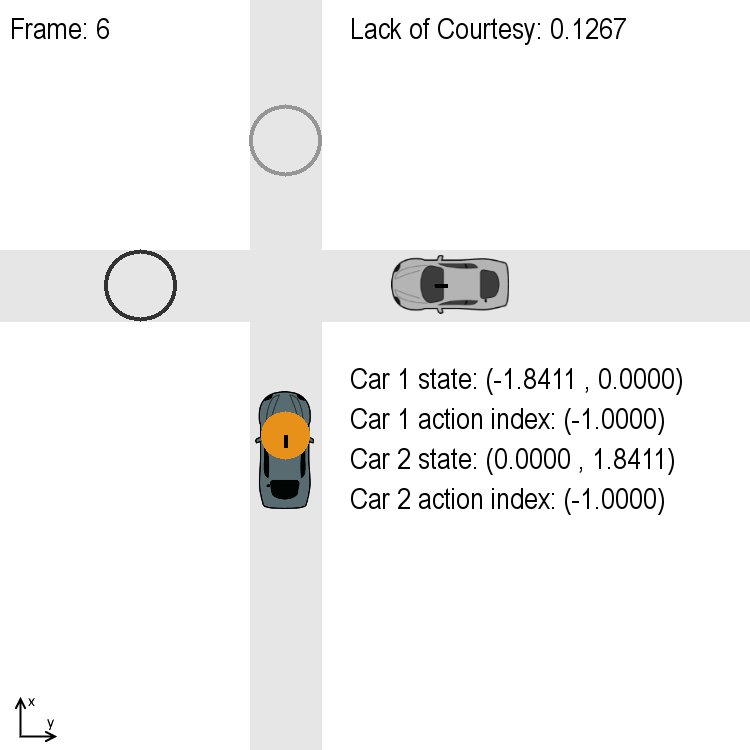 Frame: 6
Lack of Courtesy: 0.1267
Car 1 state: (-1.8411 , 0.0000)
Car 1 action index: (-1.0000)
Car 2 state: (0.0000 , 1.8411)
Car 2 action index: (-1.0000)
x
y